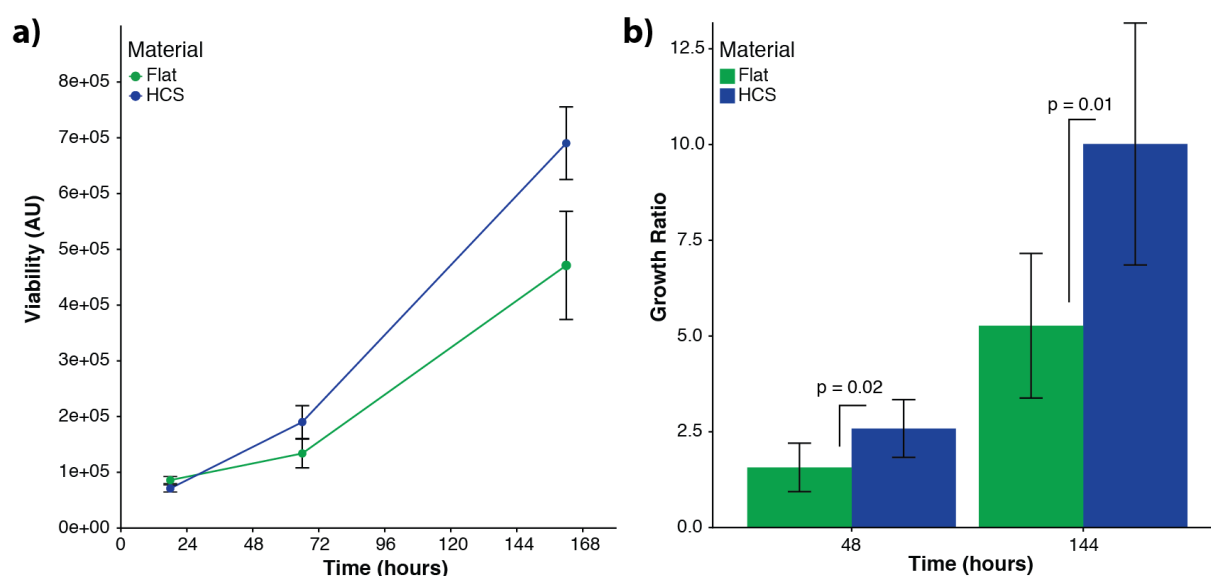 a)
Material
Flat
HCS
Viability (AU)
8e+05
7e+05
6e+05
5e+05
4e+05
3e+05
2e+05
1e+05
0e+00
0 24 48 72 96 120 144 168
Time (hours)
b)
Material
Flat
HCS
Growth Ratio
12.5
10.0
7.5
5.0
2.5
0.0
p = 0.02
p = 0.01
48 144
Time (hours)